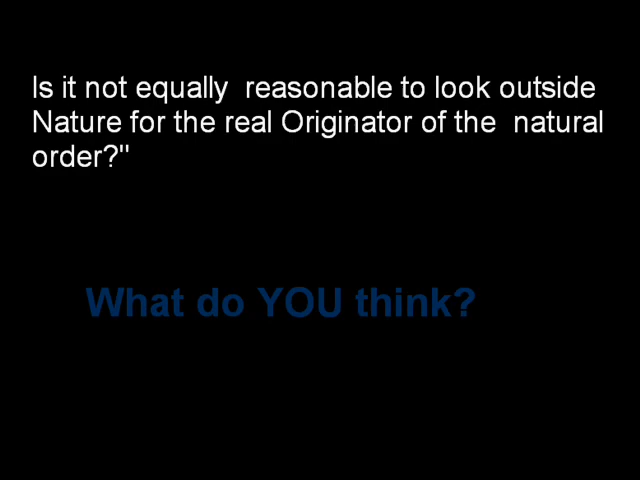 Is it not equally  reasonable to look outside
Nature for the real Originator of the  natural
order?"
What do YOU think?